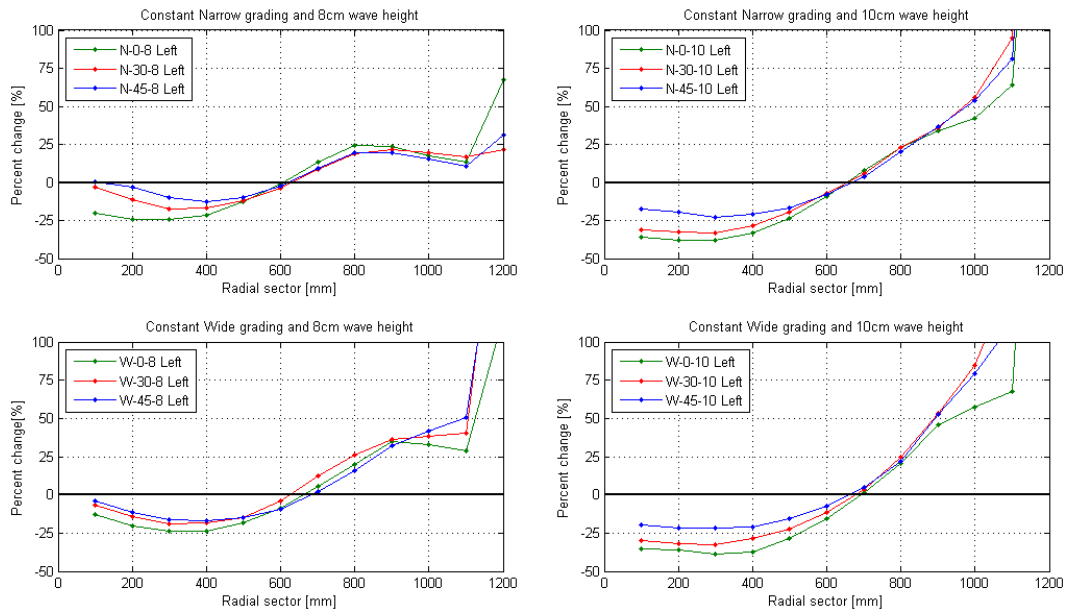 Constant Narrow grading and 8cm wave height
100
75
50
25
0
-25
-50
Percent change [%]
N-0-8 Left
N-30-8 Left
N-45-8 Left
0 200 400 600 800 1000 1200
Radial sector [mm]
Constant Narrow grading and 10cm wave height
100
75
50
25
0
-25
-50
Percent change [%]
N-0-10 Left
N-30-10 Left
N-45-10 Left
0 200 400 600 800 1000 1200
Radial sector [mm]
Constant Wide grading and 8cm wave height
100
75
50
25
0
-25
-50
Percent change[%]
W-0-8 Left
W-30-8 Left
W-45-8 Left
0 200 400 600 800 1000 1200
Radial sector [mm]
Constant Wide grading and 10cm wave height
100
75
50
25
0
-25
-50
Percent change [%]
W-0-10 Left
W-30-10 Left
W-45-10 Left
0 200 400 600 800 1000 1200
Radial sector [mm]